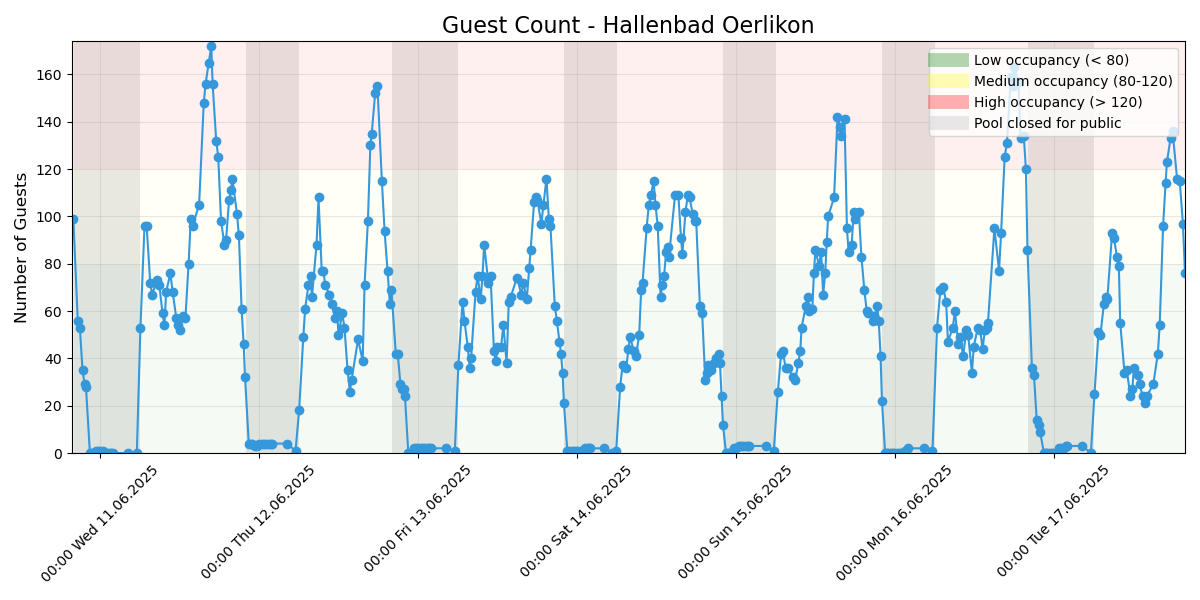 Guest Count - Hallenbad Oerlikon
Low occupancy (< 80)
Medium occupancy (80-120)
High occupancy (> 120)
Pool closed for public
Number of Guests
160
140
120
100
80
60
40
20
0
00:00 Wed 11.06.2025
00:00 Thu 12.06.2025
00:00 Fri 13.06.2025
00:00 Sat 14.06.2025
00:00 Sun 15.06.2025
00:00 Mon 16.06.2025
00:00 Tue 17.06.2025